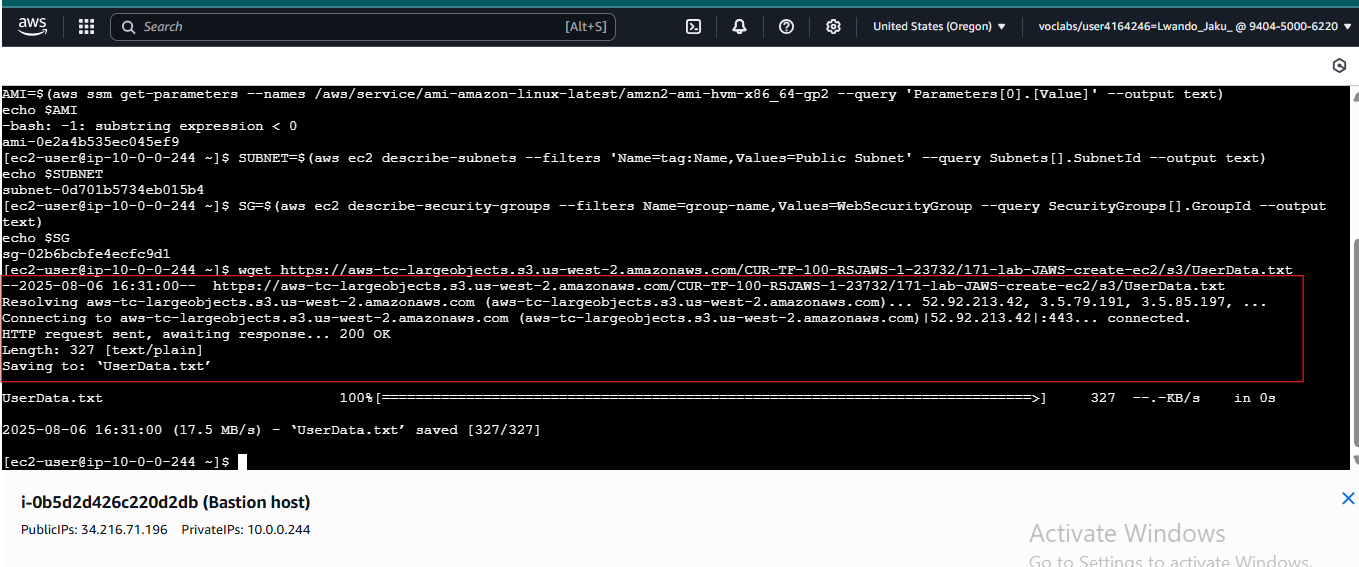 aws
Search
[Alt+S]
United States (Oregon)
voclabs/user4164246=Lwando_Jaku_ @ 9404-5000-6220
AMI=$(aws ssm get-parameters --names /aws/service/ami-amazon-linux-latest/amzn2-ami-hvm-x86_64-gp2 --query 'Parameters[0].[Value]' --output text)
echo $AMI
-bash: -1: substring expression < 0
ami-0e2a4b535ec045ef9
[ec2-user@ip-10-0-0-244 ~]$ SUBNET=$(aws ec2 describe-subnets --filters 'Name=tag:Name,Values=Public Subnet' --query Subnets[].SubnetId --output text)
echo $SUBNET
subnet-0d701b5734eb015b4
[ec2-user@ip-10-0-0-244 ~]$ SG=$(aws ec2 describe-security-groups --filters Name=group-name,Values=WebSecurityGroup --query SecurityGroups[].GroupId --output
text)
echo $SG
sg-02b6bcbfe4ecfc9d1
[ec2-user@ip-10-0-0-244 ~]$ wget https://aws-tc-largeobjects.s3.us-west-2.amazonaws.com/CUR-TF-100-RSJAWS-1-23732/171-lab-JAWS-create-ec2/s3/UserData.txt
--2025-08-06 16:31:00--  https://aws-tc-largeobjects.s3.us-west-2.amazonaws.com/CUR-TF-100-RSJAWS-1-23732/171-lab-JAWS-create-ec2/s3/UserData.txt
Resolving aws-tc-largeobjects.s3.us-west-2.amazonaws.com (aws-tc-largeobjects.s3.us-west-2.amazonaws.com)... 52.92.213.42, 3.5.79.191, 3.5.85.197, ...
Connecting to aws-tc-largeobjects.s3.us-west-2.amazonaws.com (aws-tc-largeobjects.s3.us-west-2.amazonaws.com)|52.92.213.42|:443... connected.
HTTP request sent, awaiting response... 200 OK
Length: 327 [text/plain]
Saving to: ‘UserData.txt’
UserData.txt 100%[==========================================================================>] 327 --.-KB/s in 0s
2025-08-06 16:31:00 (17.5 MB/s) - ‘UserData.txt’ saved [327/327]
[ec2-user@ip-10-0-0-244 ~]$
i-0b5d2d426c220d2db (Bastion host)
PublicIPs: 34.216.71.196 PrivateIPs: 10.0.0.244
Activate Windows
Go to Settings to activate Windows.